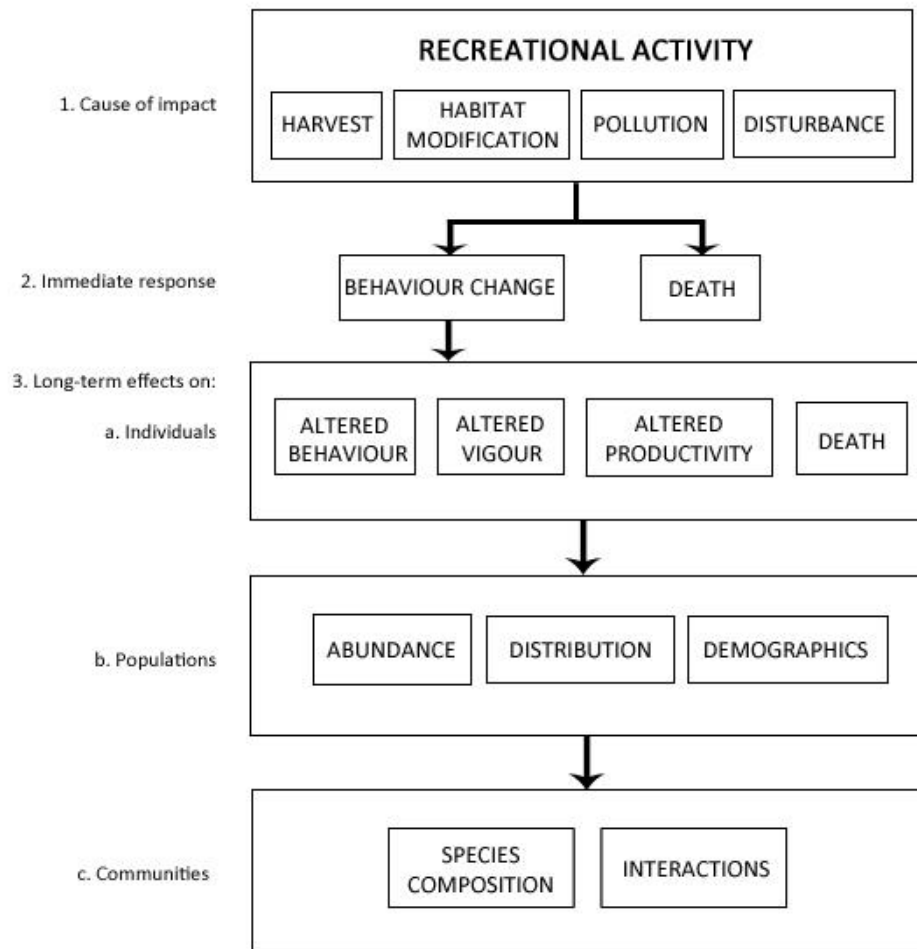 RECREATIONAL ACTIVITY
1. Cause of impact
HARVEST
HABITAT
MODIFICATION
POLLUTION
DISTURBANCE
2. Immediate response
BEHAVIOUR CHANGE
DEATH
3. Long-term effects on:
a. Individuals
ALTERED
BEHAVIOUR
ALTERED
VIGOUR
ALTERED
PRODUCTIVITY
DEATH
b. Populations
ABUNDANCE
DISTRIBUTION
DEMOGRAPHICS
c. Communities
SPECIES
COMPOSITION
INTERACTIONS